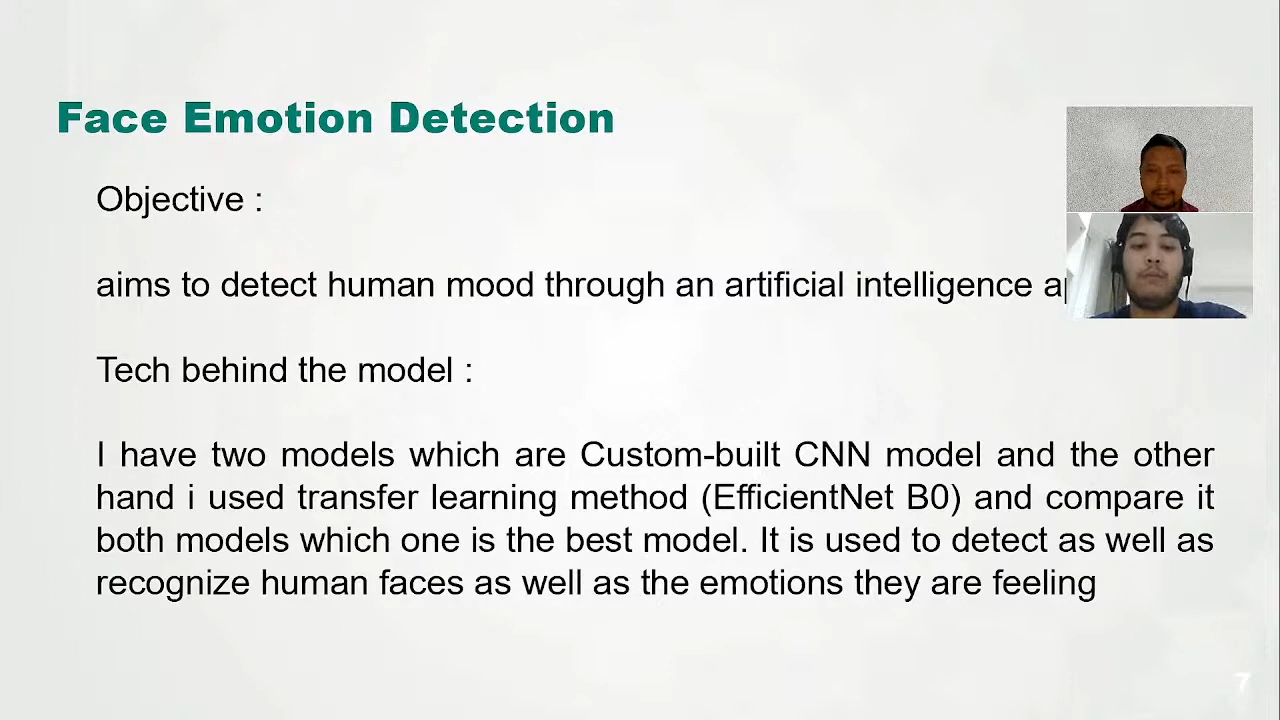 Face Emotion Detection
Objective :
aims to detect human mood through an artificial intelligence
Tech behind the model :
I have two models which are Custom-built CNN model and the other
hand i used transfer learning method (EfficientNet B0) and compare it
both models which one is the best model. It is used to detect as well as
recognize human faces as well as the emotions they are feeling
7